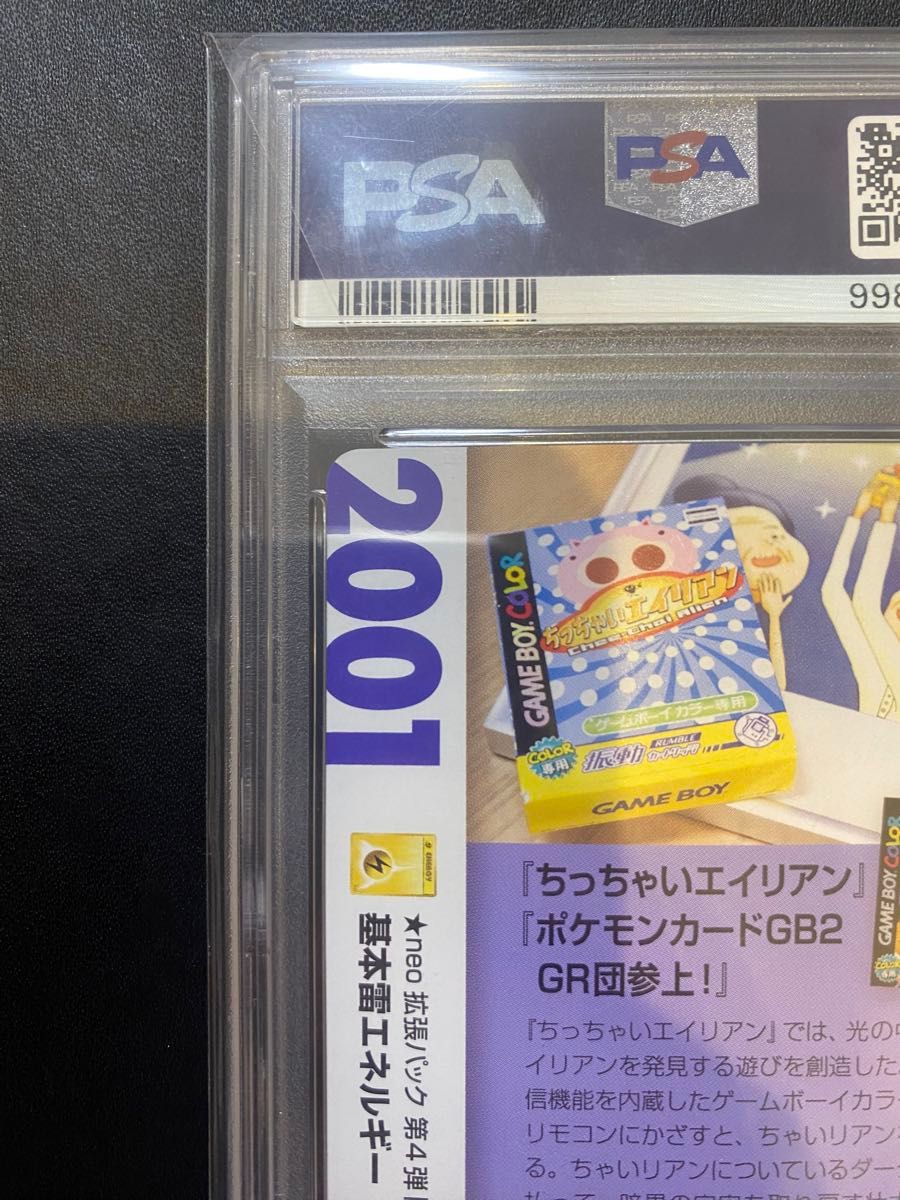 PSA
PSA
998
2001
★neo 拡張パック 第4弾
基本雷エネルギー
ENERGY
GAME BOY COLOR
ちっちゃいエイリアン
Chee-Chai Alien
ゲームボーイカラー専用
COLOR
専用
振動
RUMBLE
カートリッジ
GAME BOY
GAME BOY COLOR
COLOR
専用
『ちっちゃいエイリアン』
『ポケモンカードGB2
GR団参上!』
『ちっちゃいエイリアン』では、光の
イリアンを発見する遊びを創造した
信機能を内蔵したゲームボーイカラ
リモコンにかざすと、ちゃいリアン
る。ちゃいリアンについているダー